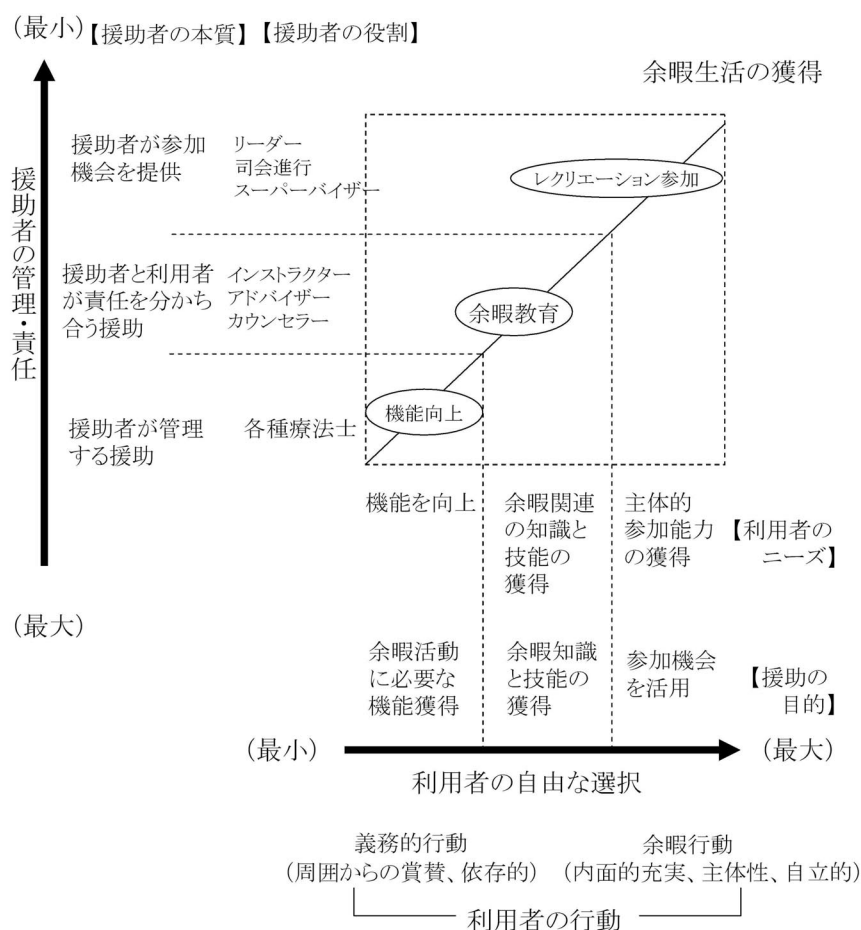 (最小)【援助者の本質】【援助者の役割】
余暇生活の獲得
援助者の管理・責任
援助者が参加
機会を提供
リーダー
司会進行
スーパーバイザー
レクリエーション参加
援助者と利用者
が責任を分かち
合う援助
インストラクター
アドバイザー
カウンセラー
余暇教育
援助者が管理
する援助
各種療法士
機能向上
(最大)
機能を向上
余暇関連
の知識と
技能の
獲得
主体的
参加能力
の獲得
【利用者の
ニーズ】
余暇活動
に必要な
機能獲得
余暇知識
と技能の
獲得
参加機会
を活用
【援助の
目的】
(最小)
(最大)
利用者の自由な選択
義務的行動
(周囲からの賞賛、依存的)
余暇行動
(内面的充実、主体性、自立的)
利用者の行動